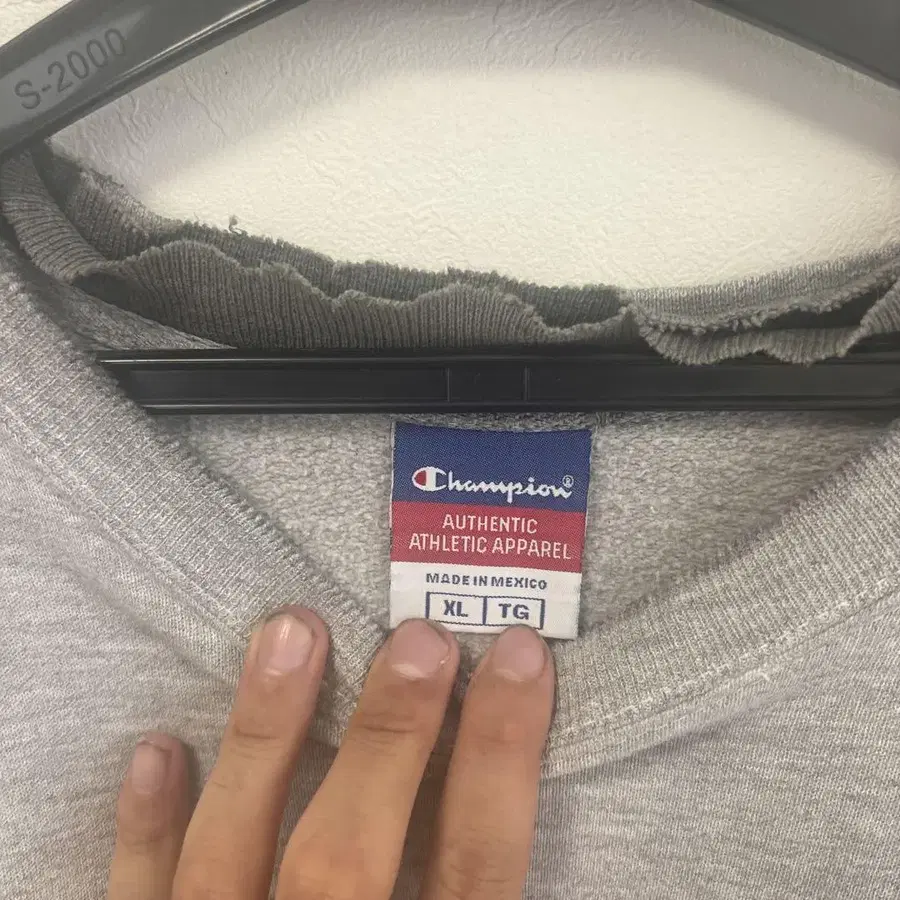 S-2000
Champion®
AUTHENTIC
ATHLETIC APPAREL
MADE IN MEXICO
XL TG